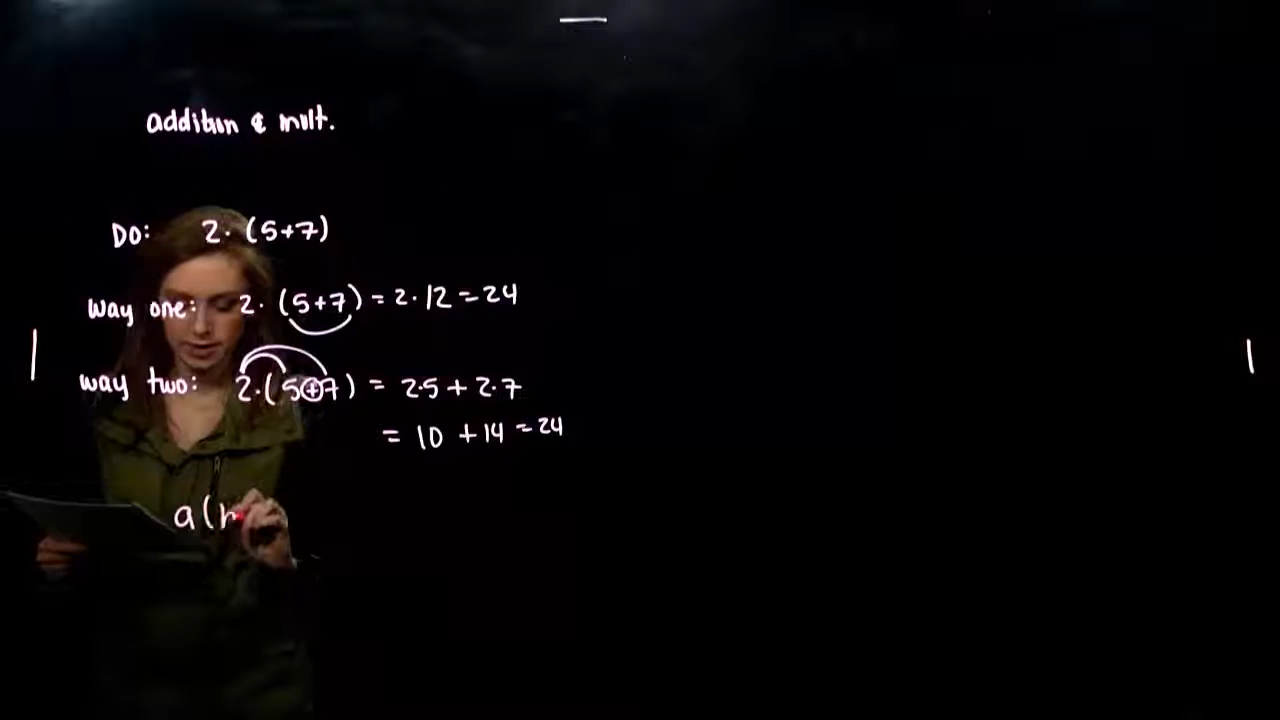 addition & mult.
Do: 2·(5+7)
Way one: 2·(5+7) = 2·12 = 24
way two: 2·(5+7) = 2·5 + 2·7
= 10 + 14 = 24
a(